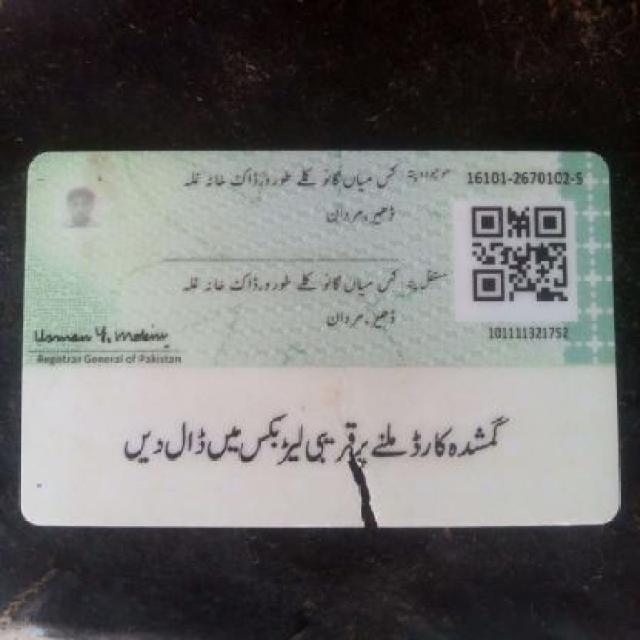 موجودہ پتہ: کس میاں گانو کلے طورو، ڈاک خانہ غلہ
ڈھیر، مردان
16101-2670102-5
مستقل پتہ: کس میاں گانو کلے طورو، ڈاک خانہ غلہ
ڈھیر، مردان
101111321752
Usman Y. Mobin
Registrar General of Pakistan
گمشدہ کارڈ ملنے پر قریبی لیٹر بکس میں ڈال دیں